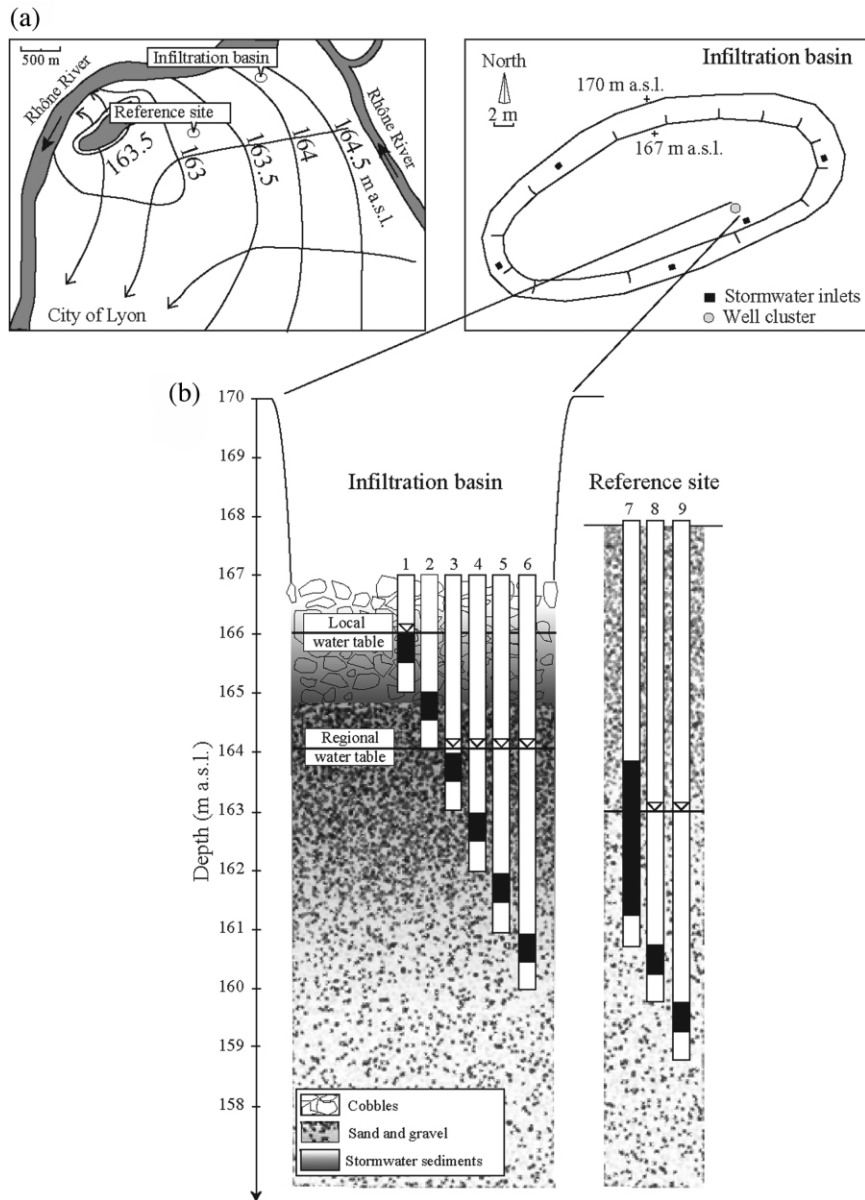 (a)
500 m
Infiltration basin
Rhône River
Reference site
Rhône River
163.5
163
163.5
164
164.5 m a.s.l.
City of Lyon
Infiltration basin
North
2 m
170 m a.s.l.
167 m a.s.l.
Stormwater inlets
Well cluster
(b)
Depth (m a.s.l.)
170
169
168
167
166
165
164
163
162
161
160
159
158
Infiltration basin
1 2 3 4 5 6
Local
water table
Regional
water table
Cobbles
Sand and gravel
Stormwater sediments
Reference site
7 8 9